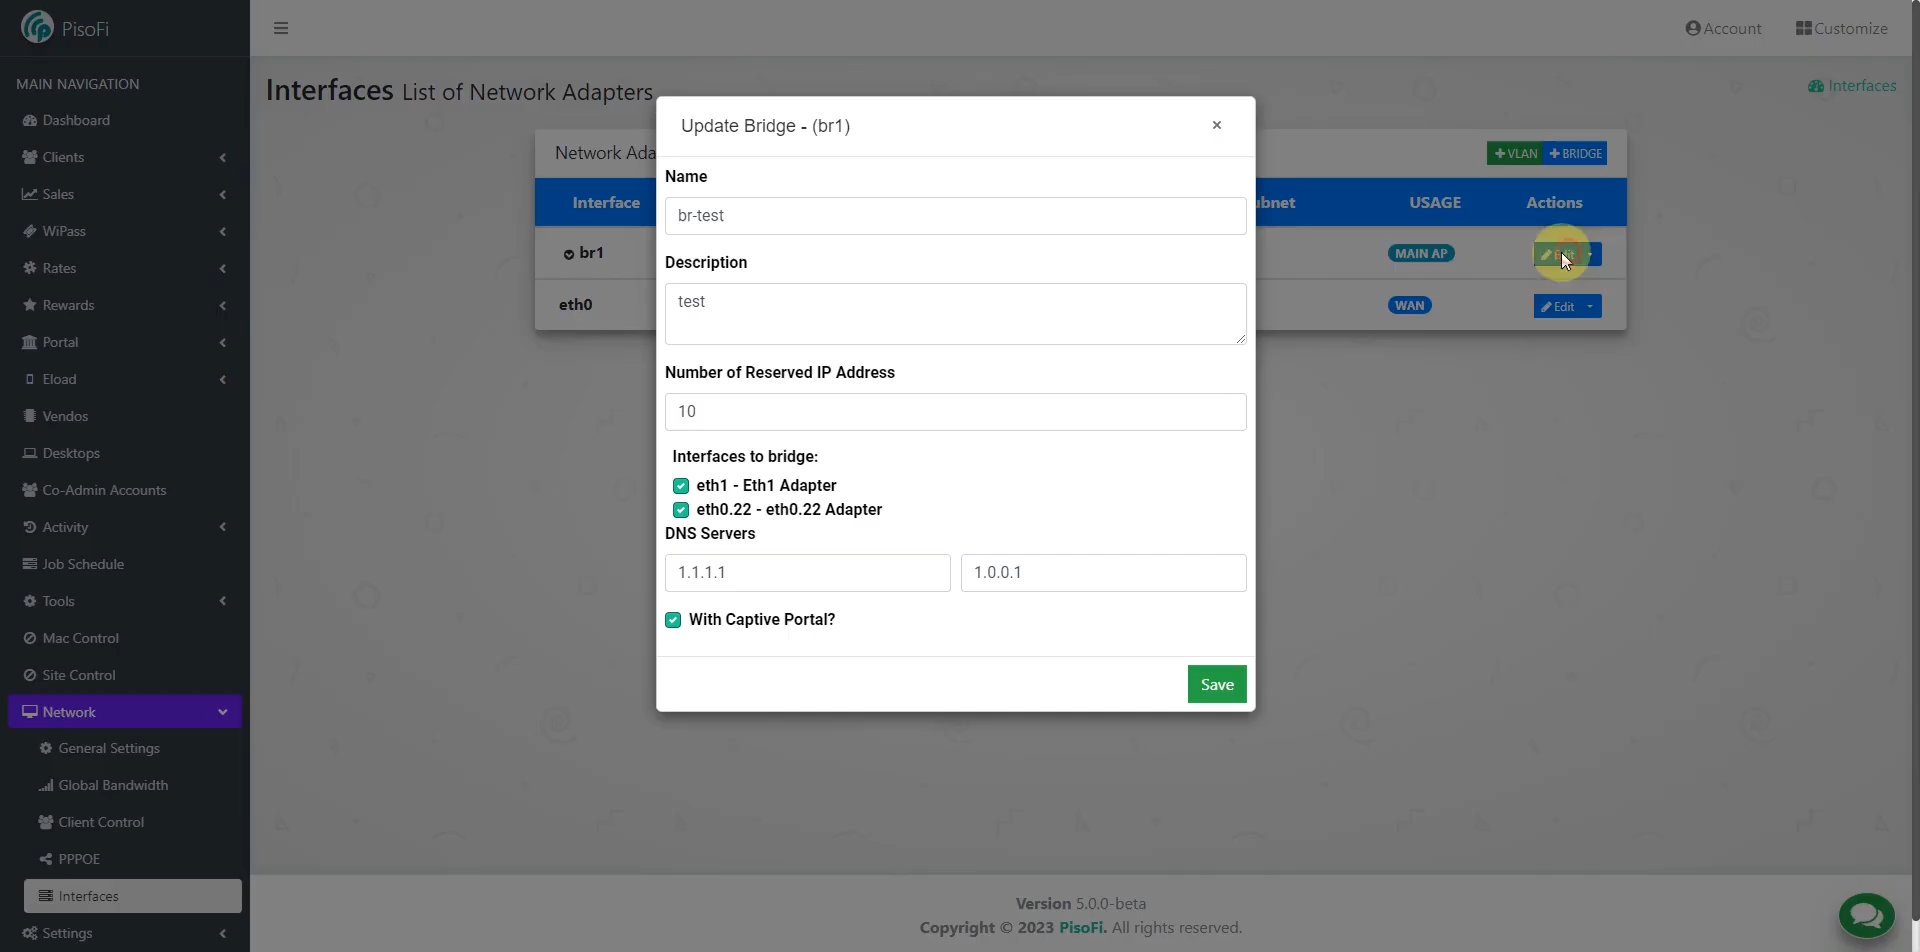 PisoFi
Account
Customize
MAIN NAVIGATION
Interfaces List of Network Adapters
Interfaces
Dashboard
Update Bridge - (br1)
×
Clients
Network Ada
VLAN
BRIDGE
Name
Sales
Interface
ubnet
USAGE
Actions
br-test
WiPass
br1
MAIN AP
Description
Rates
test
Rewards
eth0
WAN
Edit
Portal
Number of Reserved IP Address
Eload
10
Vendos
Interfaces to bridge:
Desktops
eth1 - Eth1 Adapter
Co-Admin Accounts
eth0.22 - eth0.22 Adapter
Activity
DNS Servers
Job Schedule
1.1.1.1
1.0.0.1
Tools
With Captive Portal?
Mac Control
Site Control
Save
Network
General Settings
Global Bandwidth
Client Control
PPPOE
Interfaces
Version 5.0.0-beta
Copyright © 2023 PisoFi. All rights reserved.
Settings